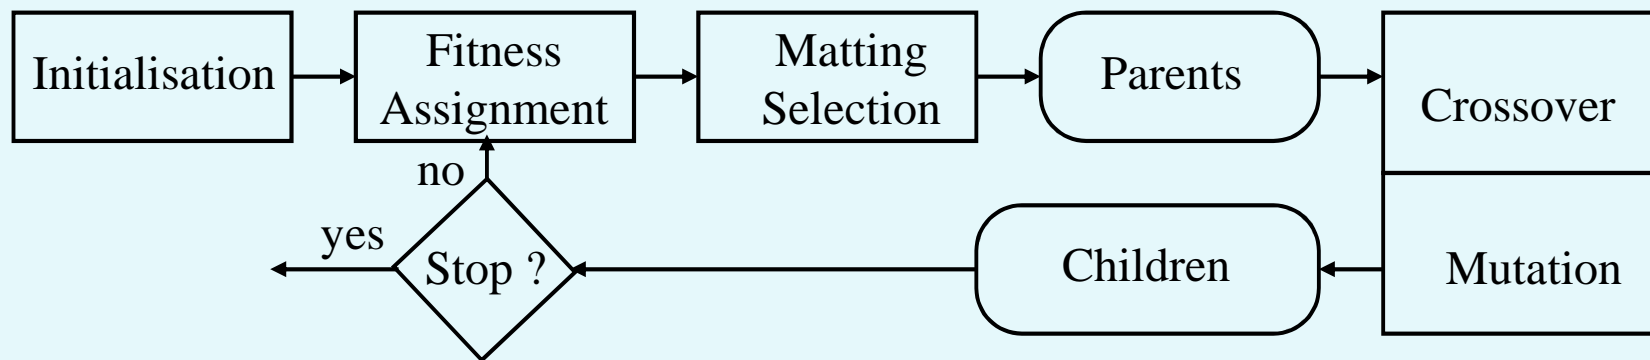 Initialisation
Fitness
Assignment
Matting
Selection
Parents
Crossover
no
yes
Stop ?
Children
Mutation